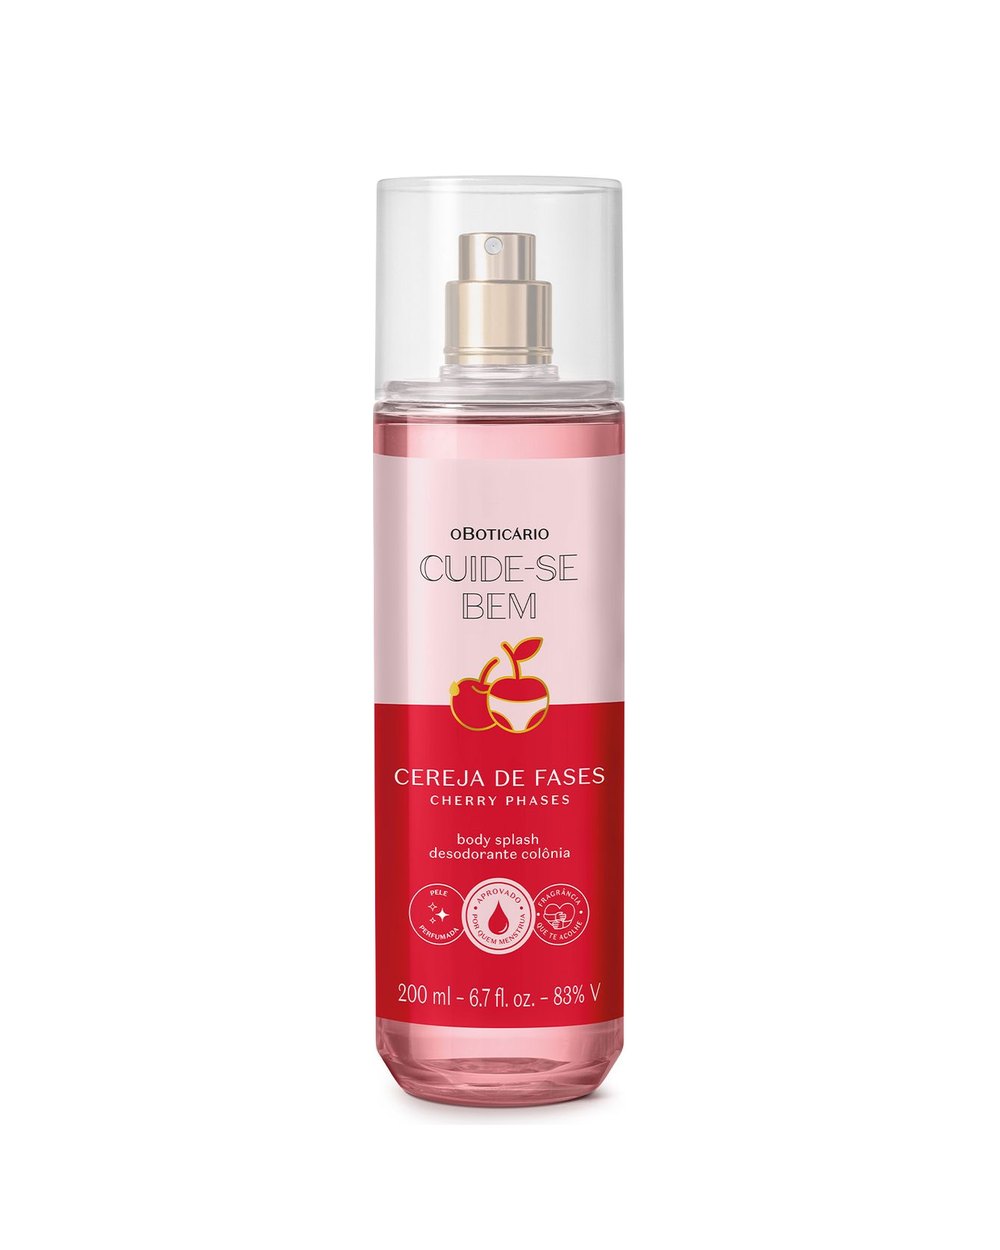 oBOTICÁRIO
CUIDE-SE
BEM
CEREJA DE FASES
CHERRY PHASES
body splash
desodorante colônia
PELE
PERFUMADA
APROVADO
POR QUEM MENSTRUA
FRAGRÂNCIA
QUE TE ACOLHE
200 ml – 6.7 fl. oz. – 83% V